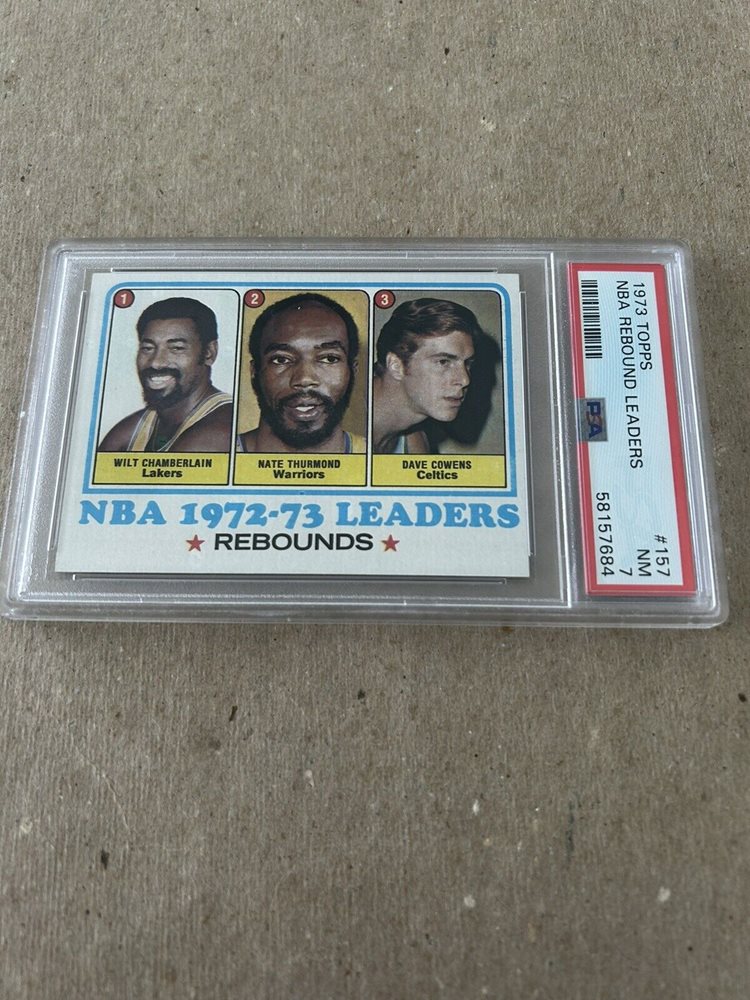 1
2
3
WILT CHAMBERLAIN
Lakers
NATE THURMOND
Warriors
DAVE COWENS
Celtics
NBA 1972-73 LEADERS
★ REBOUNDS ★
1973 TOPPS
#157
NBA REBOUND LEADERS
NM
7
PSA
58157684